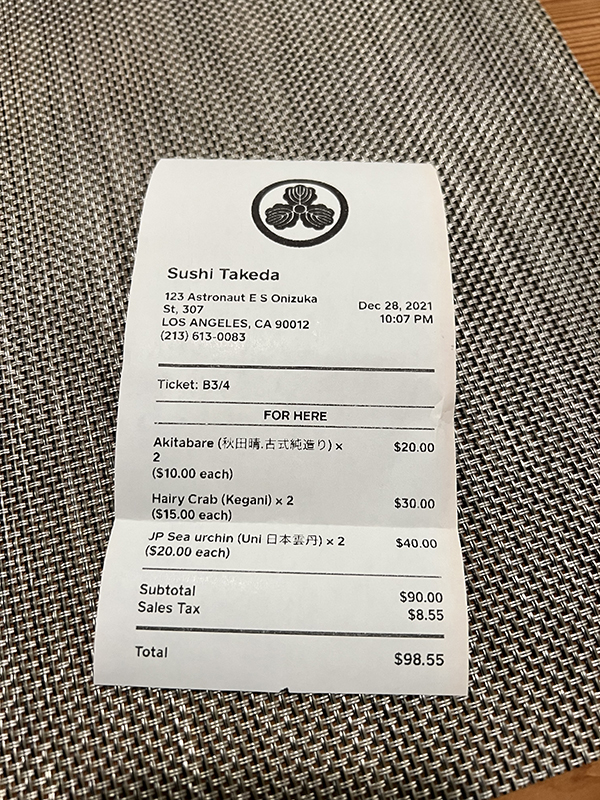 Sushi Takeda
123 Astronaut E S Onizuka
St, 307
LOS ANGELES, CA 90012
(213) 613-0083
Dec 28, 2021
10:07 PM
Ticket: B3/4
FOR HERE
Akitabare (秋田晴.古式純造り) x
2
($10.00 each)
$20.00
Hairy Crab (Kegani) x 2
($15.00 each)
$30.00
JP Sea urchin (Uni 日本雲丹) x 2
($20.00 each)
$40.00
Subtotal $90.00
Sales Tax $8.55
Total $98.55